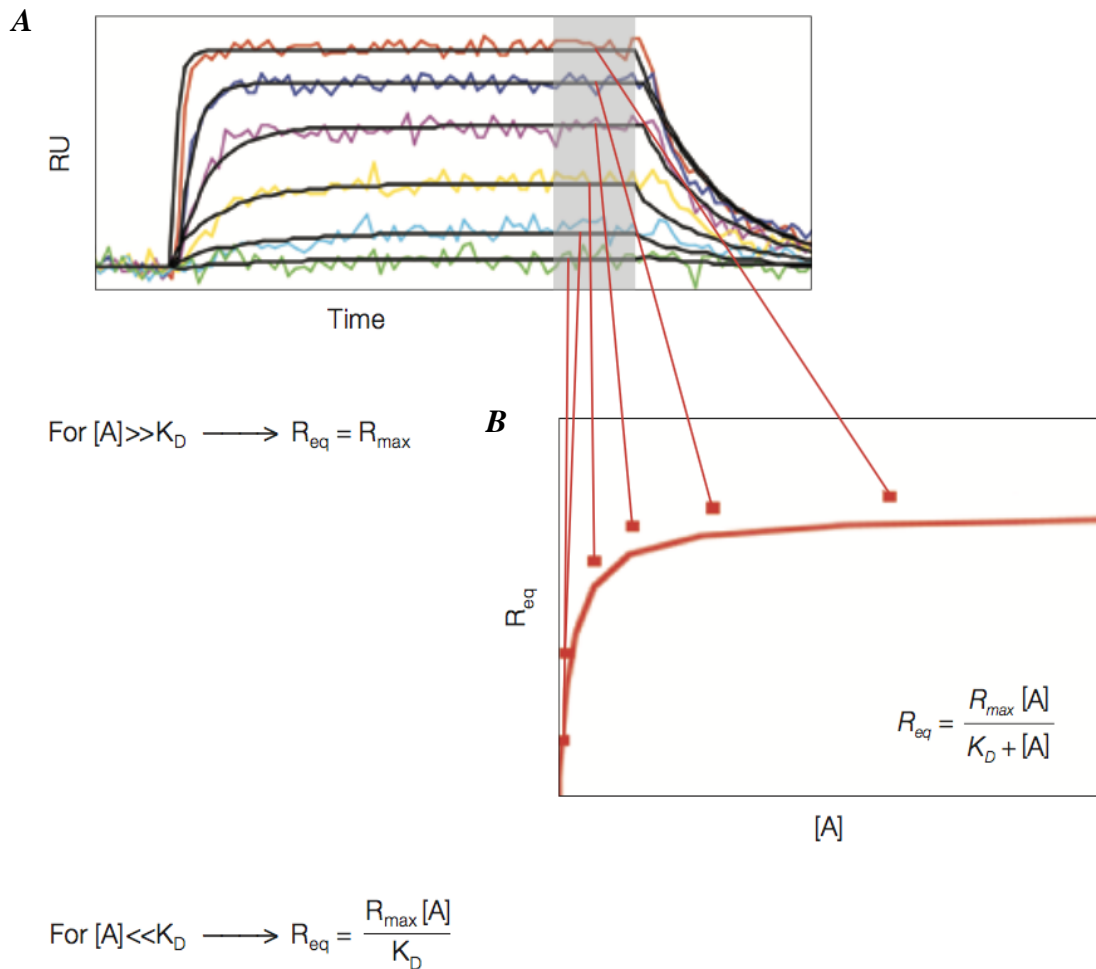 A
RU
Time
For [A]>>K_D ⟶ R_eq = R_max
B
R_eq
R_eq = R_max [A] / K_D + [A]
[A]
For [A]<<K_D ⟶ R_eq = R_max [A] / K_D